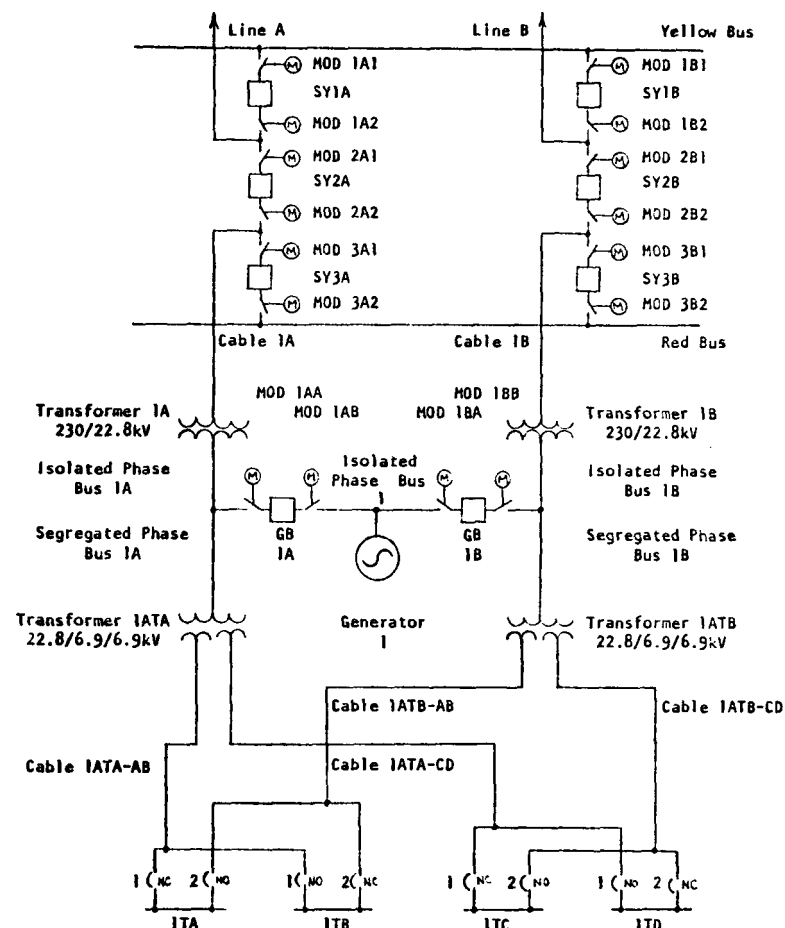 Line A
Line B
Yellow Bus
M MOD 1A1
M MOD 1B1
SY1A
SY1B
M MOD 1A2
M MOD 1B2
M MOD 2A1
M MOD 2B1
SY2A
SY2B
M MOD 2A2
M MOD 2B2
M MOD 3A1
M MOD 3B1
SY3A
SY3B
M MOD 3A2
M MOD 3B2
Cable 1A
Cable 1B
Red Bus
MOD 1AA
MOD 1BB
Transformer 1A
230/22.8kV
MOD 1AB
MOD 1BA
Transformer 1B
230/22.8kV
Isolated Phase
Bus 1A
M
M
Isolated
Phase Bus
1
M
M
Isolated Phase
Bus 1B
Segregated Phase
Bus 1A
GB
1A
GB
1B
Segregated Phase
Bus 1B
Transformer 1ATA
22.8/6.9/6.9kV
Generator
1
Transformer 1ATB
22.8/6.9/6.9kV
Cable 1ATB-AB
Cable 1ATB-CD
Cable 1ATA-AB
Cable 1ATA-CD
1 NC 2 NO 1 NO 2 NC 1 NC 2 NO 1 NO 2 NC
1TA
1TB
1TC
1TD